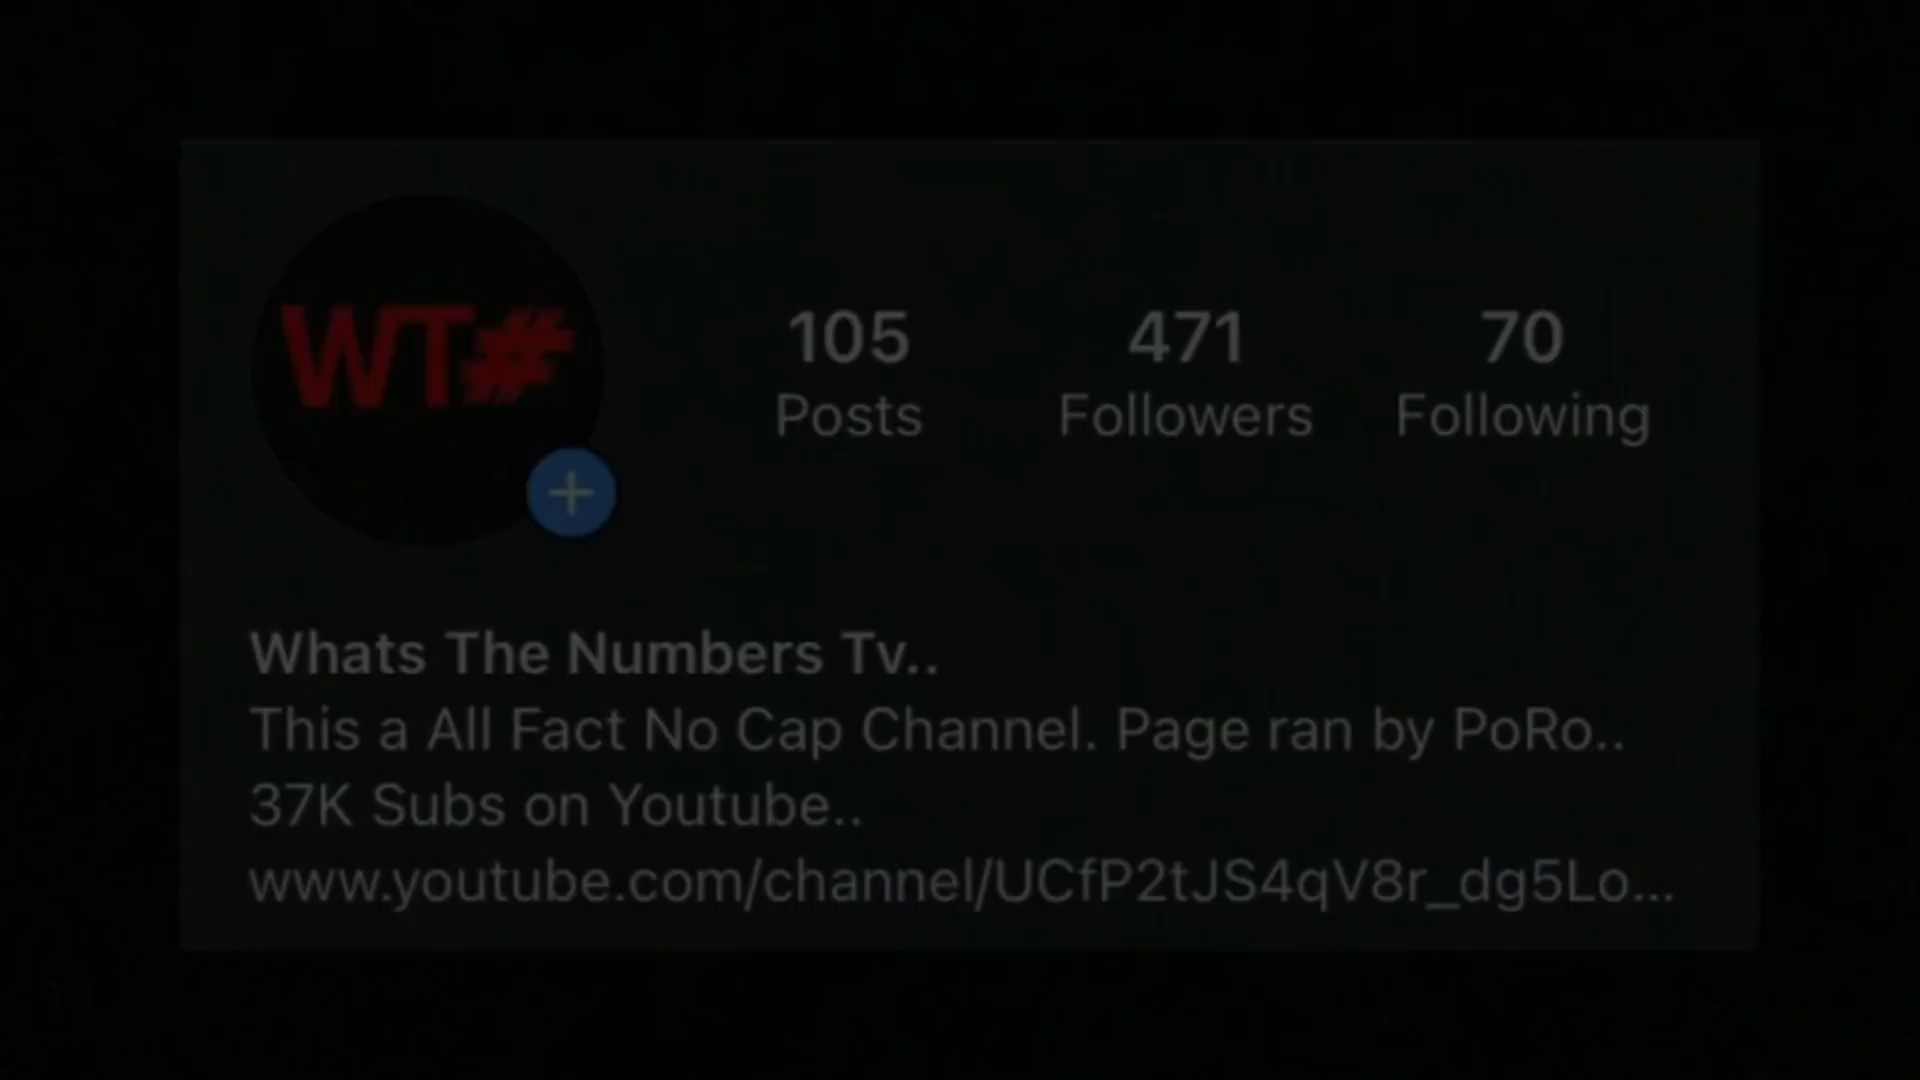 WT#
105 471 70
Posts Followers Following
Whats The Numbers Tv..
This a All Fact No Cap Channel. Page ran by PoRo..
37K Subs on Youtube..
www.youtube.com/channel/UCfP2tJS4qV8r_dg5Lo...